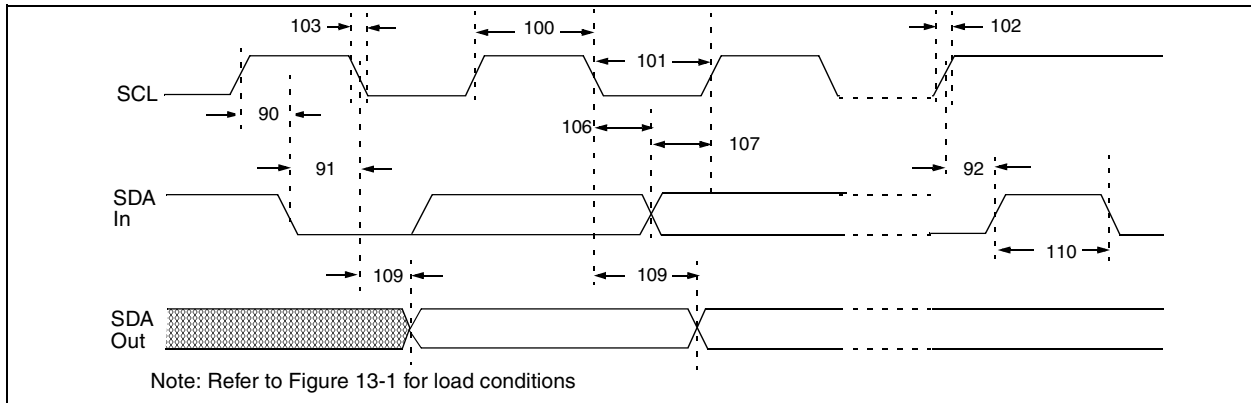 103
100
101
102
SCL
90
106
107
91
92
SDA
In
109
109
110
SDA
Out
Note: Refer to Figure 13-1 for load conditions